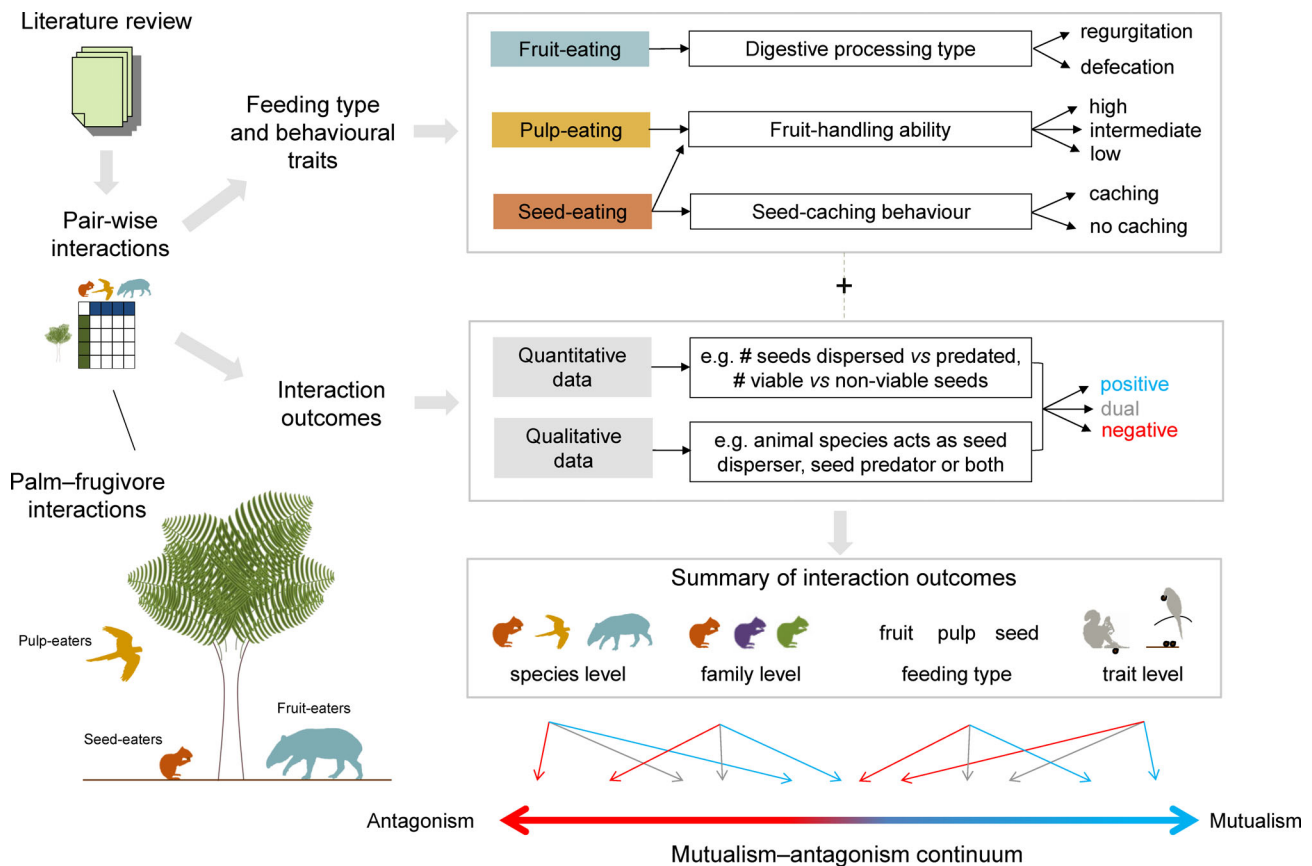 Literature review
Feeding type
and behavioural
traits
Pair-wise
interactions
Interaction
outcomes
Palm–frugivore
interactions
Pulp-eaters
Seed-eaters
Fruit-eaters
Fruit-eating
Digestive processing type
regurgitation
defecation
Pulp-eating
Fruit-handling ability
high
intermediate
low
Seed-eating
Seed-caching behaviour
caching
no caching
+
Quantitative
data
e.g. # seeds dispersed vs predated,
# viable vs non-viable seeds
Qualitative
data
e.g. animal species acts as seed
disperser, seed predator or both
positive
dual
negative
Summary of interaction outcomes
fruit pulp seed
species level
family level
feeding type
trait level
Antagonism
Mutualism
Mutualism–antagonism continuum